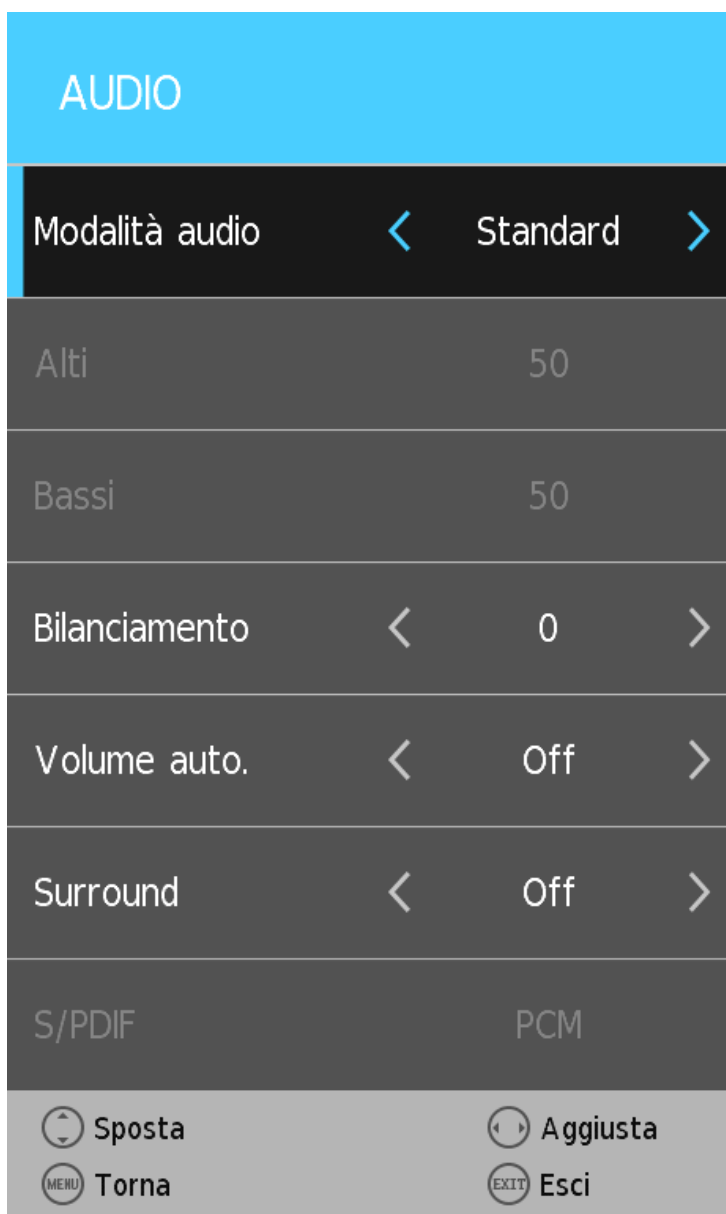 AUDIO
Modalità audio < Standard >
Alti 50
Bassi 50
Bilanciamento < 0 >
Volume auto. < Off >
Surround < Off >
S/PDIF PCM
Sposta Aggiusta
MENU Torna EXIT Esci